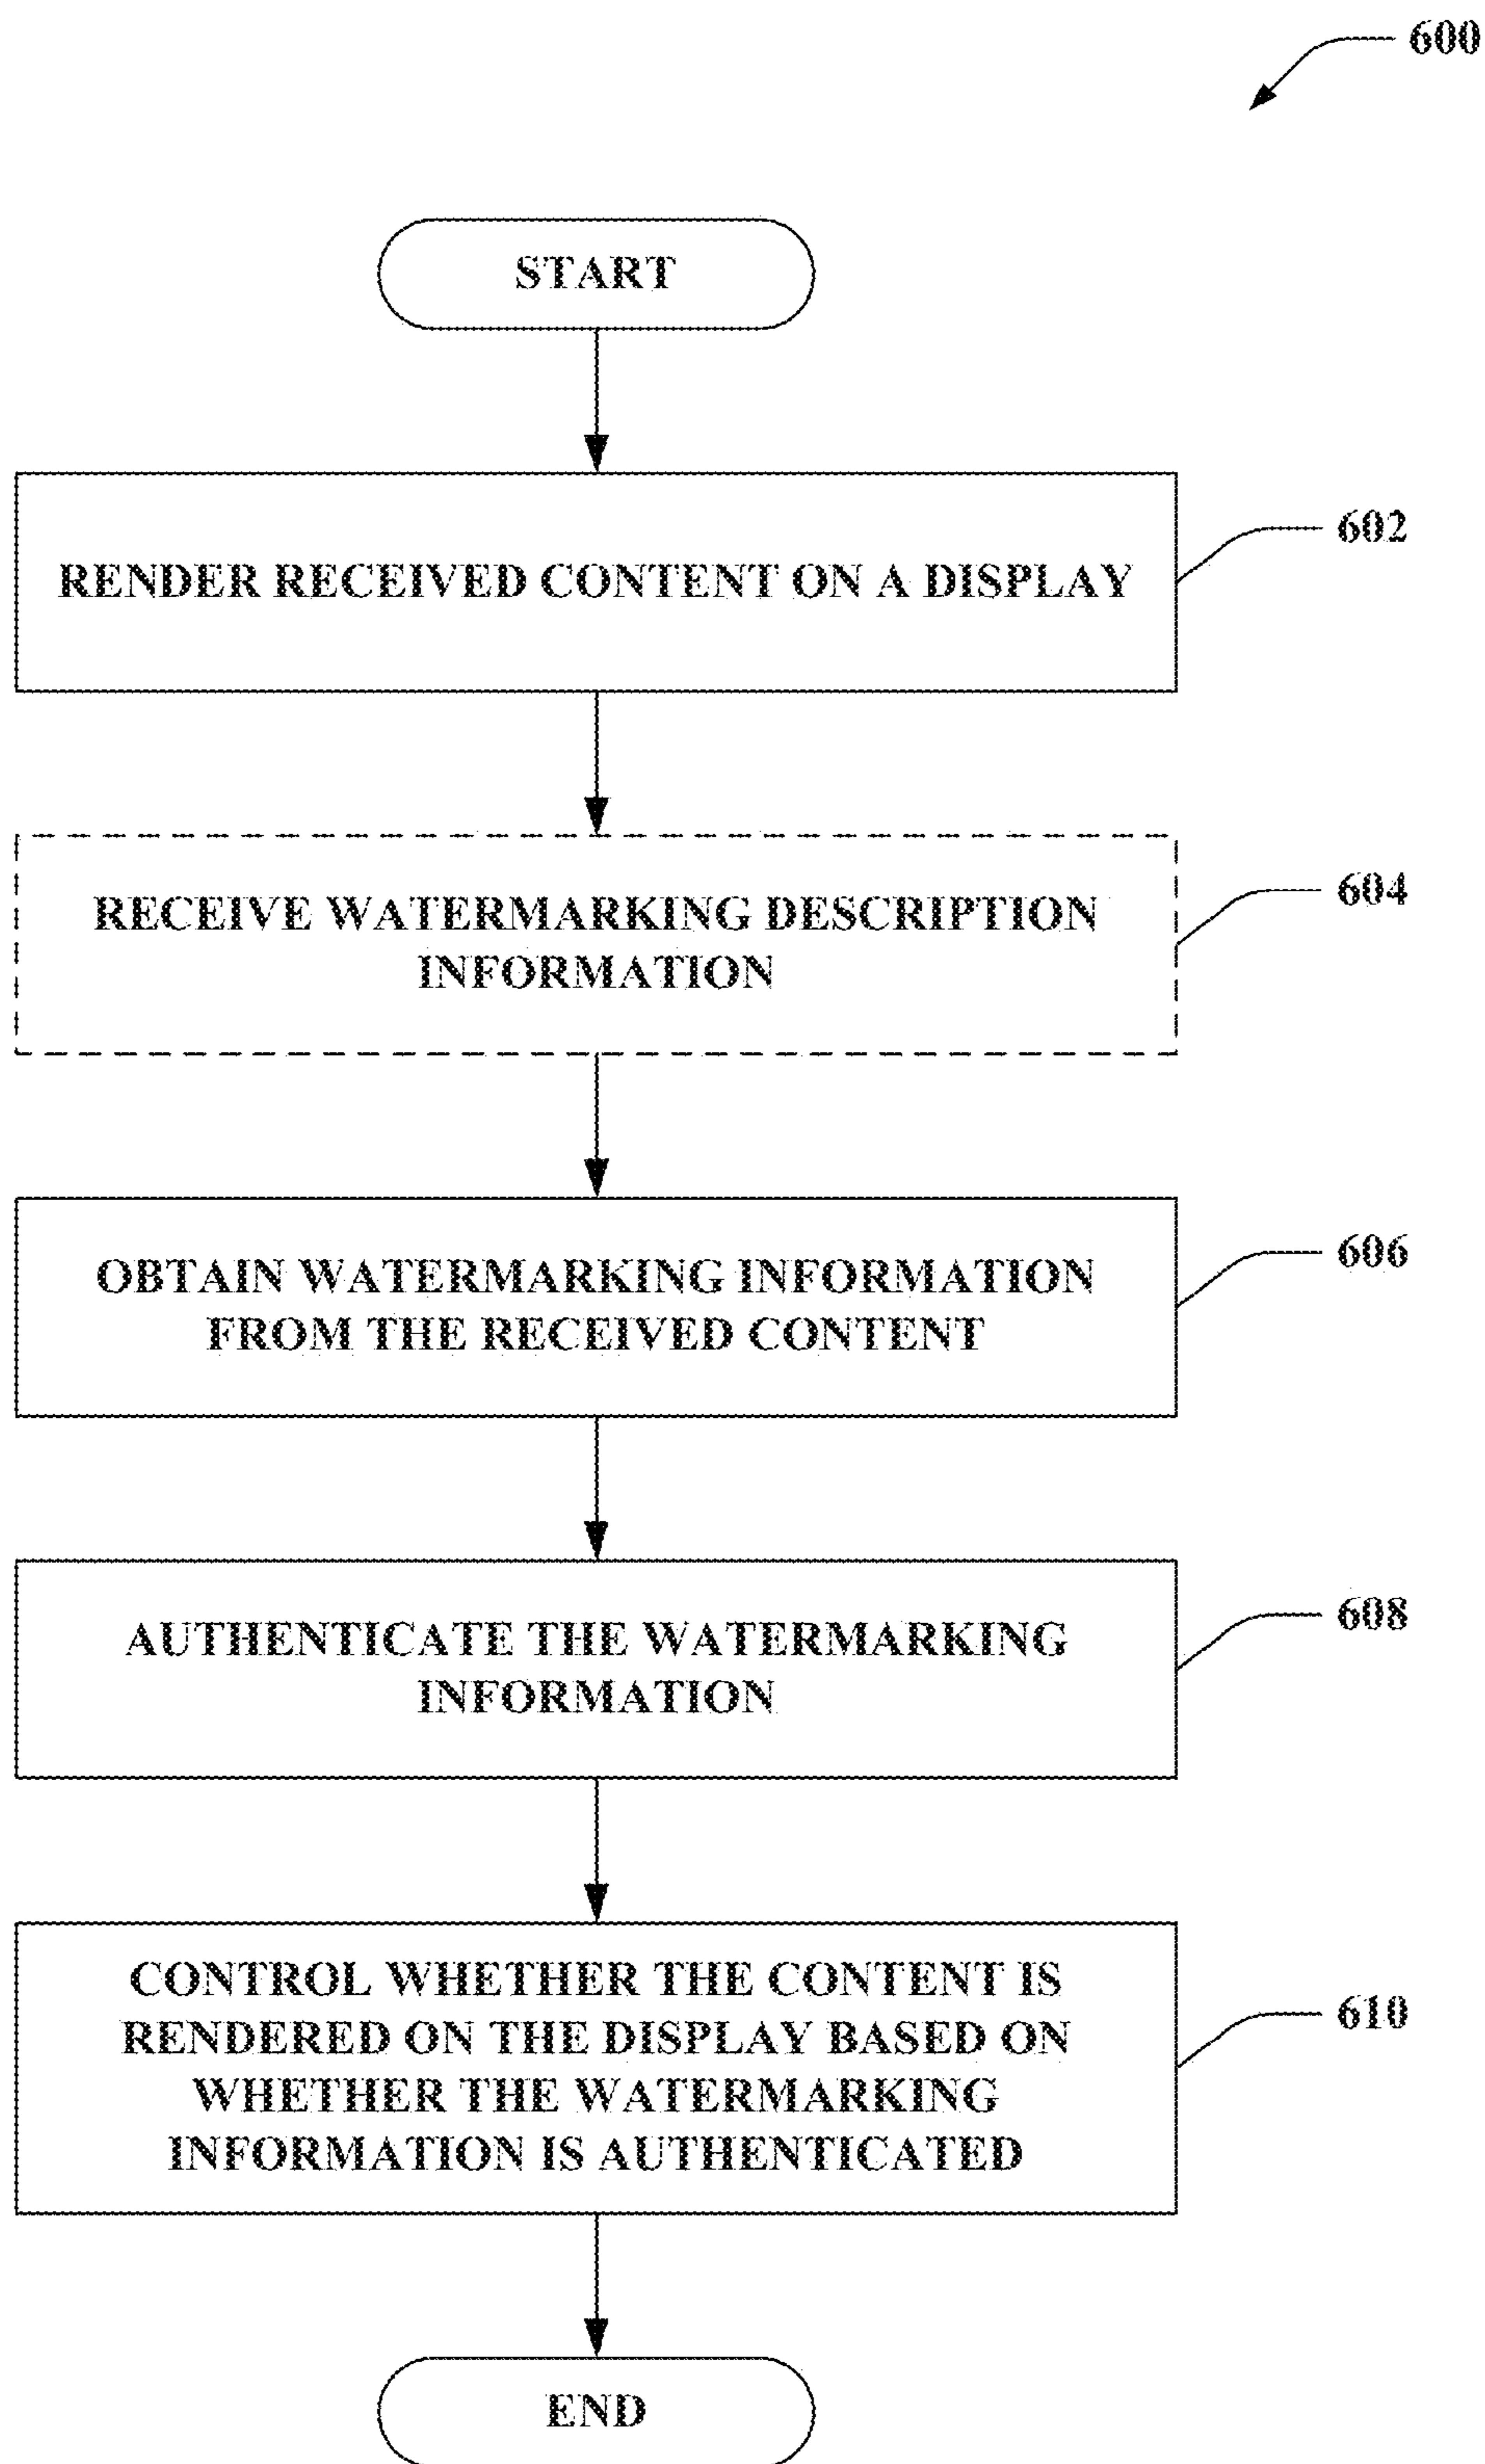 600
START
RENDER RECEIVED CONTENT ON A DISPLAY
602
RECEIVE WATERMARKING DESCRIPTION
INFORMATION
604
OBTAIN WATERMARKING INFORMATION
FROM THE RECEIVED CONTENT
606
AUTHENTICATE THE WATERMARKING
INFORMATION
608
CONTROL WHETHER THE CONTENT IS
RENDERED ON THE DISPLAY BASED ON
WHETHER THE WATERMARKING
INFORMATION IS AUTHENTICATED
610
END